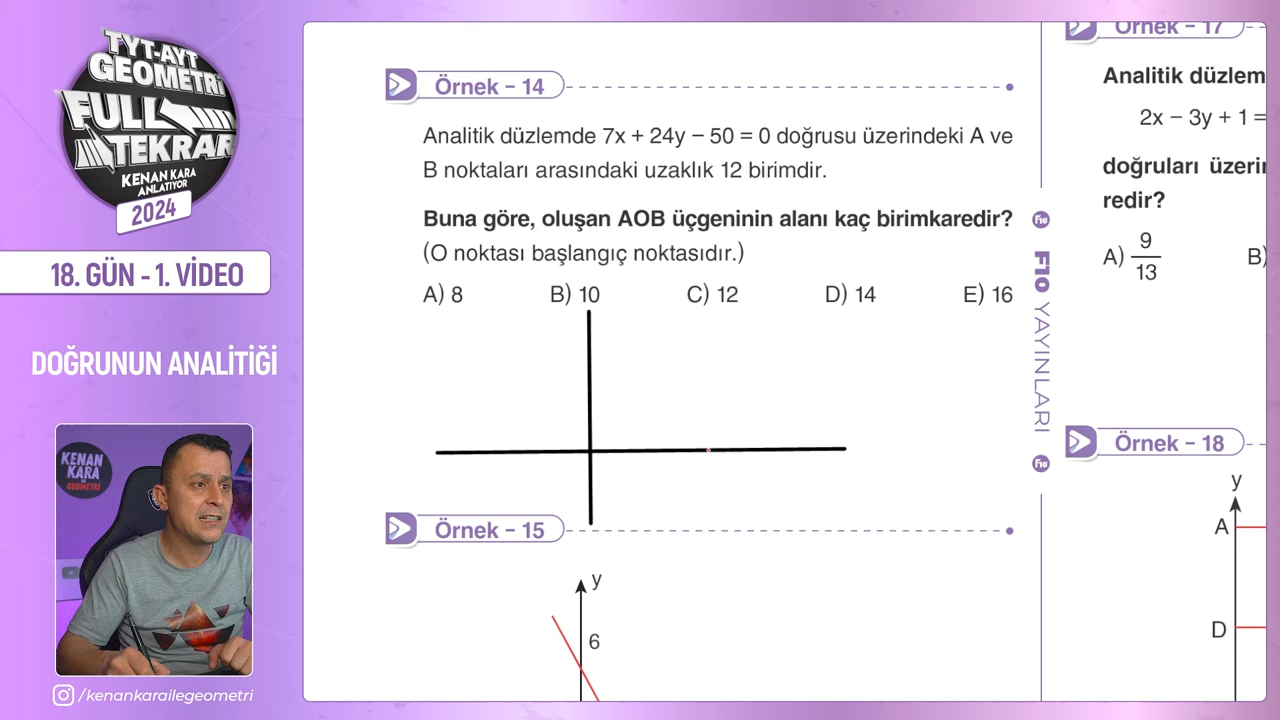 TYT-AYT
GEOMETRİ
FULL
TEKRAR
KENAN KARA
ANLATIYOR
2024
18. GÜN - 1. VİDEO
DOĞRUNUN ANALİTİĞİ
KENAN
KARA
GEOMETRİ
/kenankarailegeometri
Örnek – 14
Analitik düzlemde 7x + 24y – 50 = 0 doğrusu üzerindeki A ve
B noktaları arasındaki uzaklık 12 birimdir.
Buna göre, oluşan AOB üçgeninin alanı kaç birimkaredir?
(O noktası başlangıç noktasıdır.)
A) 8 B) 10 C) 12 D) 14 E) 16
Örnek – 15
y
6
F10
F10 YAYINLARI
F10
Örnek – 17
Analitik düzlem
2x – 3y + 1 =
doğruları üzerin
redir?
A) 9/13 B)
Örnek – 18
y
A
D